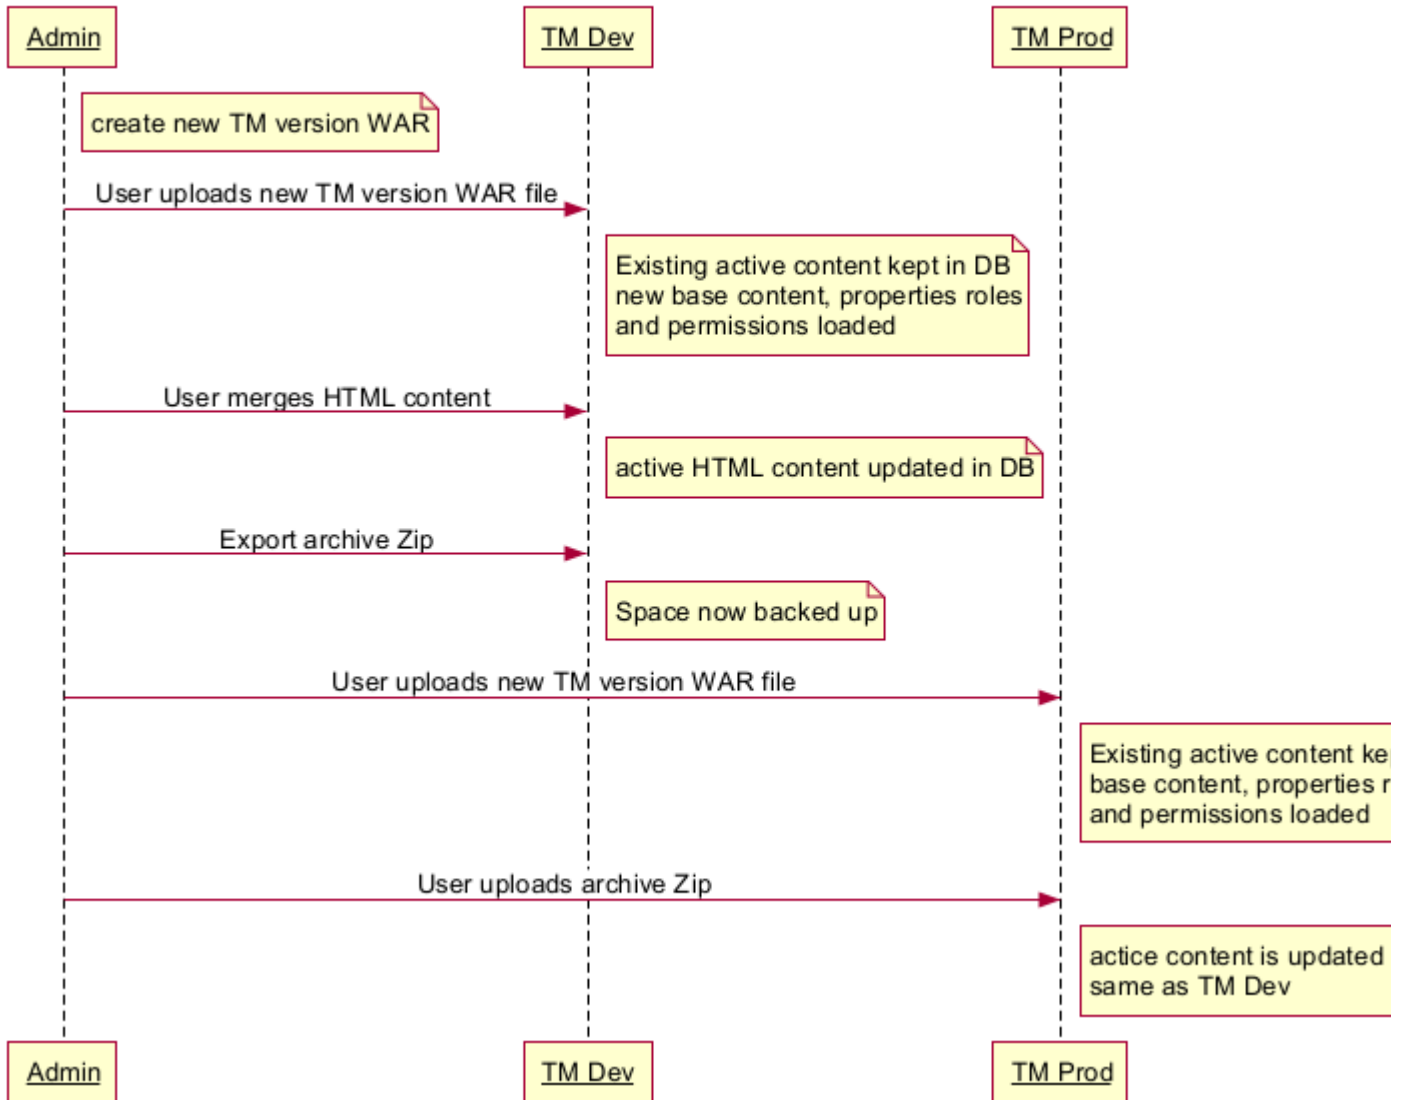 Admin
TM Dev
TM Prod
create new TM version WAR
User uploads new TM version WAR file
Existing active content kept in DB
new base content, properties roles
and permissions loaded
User merges HTML content
active HTML content updated in DB
Export archive Zip
Space now backed up
User uploads new TM version WAR file
Existing active content
base content, properties
and permissions loaded
User uploads archive Zip
actice content is updated
same as TM Dev
Admin
TM Dev
TM Prod